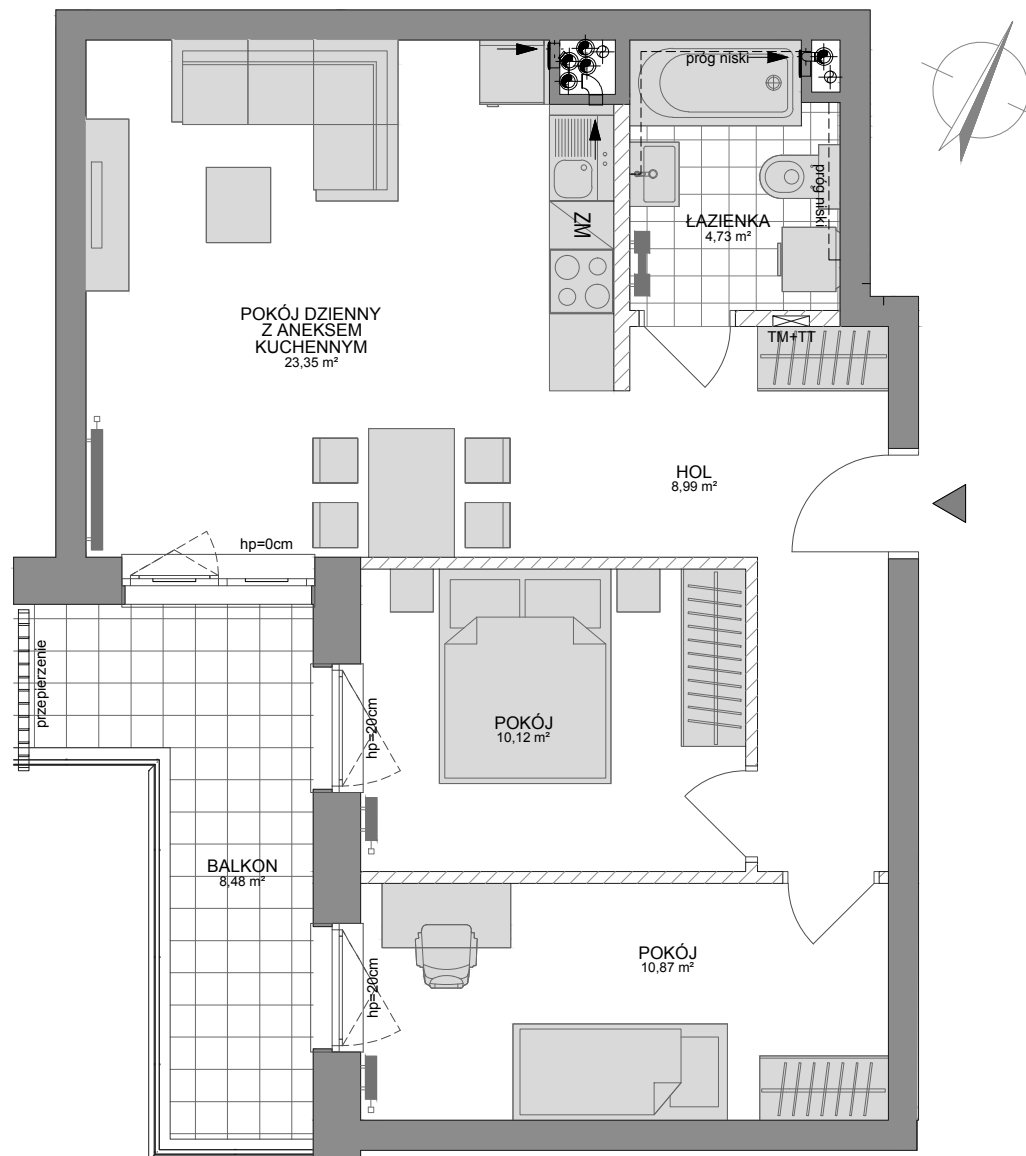 próg niski
próg niski
ZM
ŁAZIENKA
4,73 m²
POKÓJ DZIENNY
Z ANEKSEM
KUCHENNYM
23,35 m²
TM+TT
HOL
8,99 m²
hp=0cm
przepierzenie
hp=20cm
POKÓJ
10,12 m²
BALKON
8,48 m²
hp=20cm
POKÓJ
10,87 m²